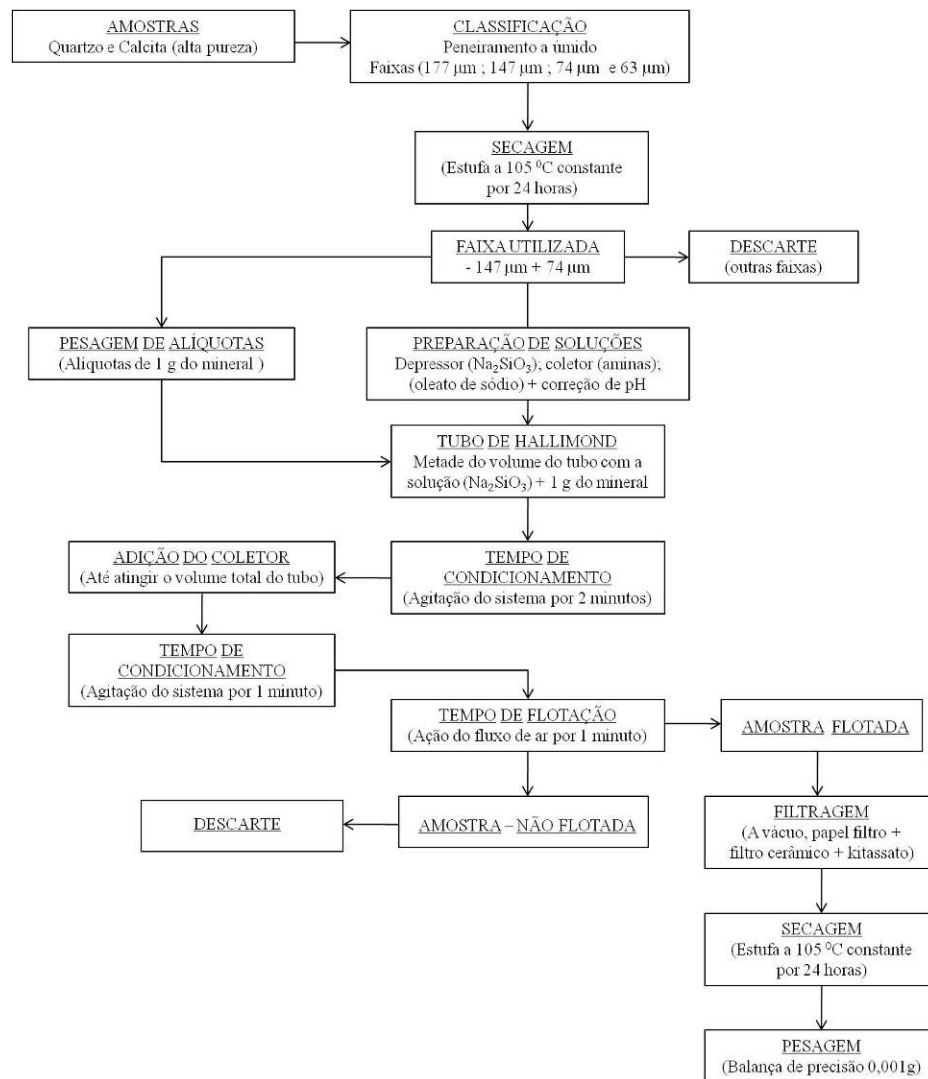 AMOSTRAS
Quartzo e Calcita (alta pureza)
CLASSIFICAÇÃO
Peneiramento a úmido
Faixas (177 µm ; 147 µm ; 74 µm e 63 µm)
SECAGEM
(Estufa a 105 ⁰C constante
por 24 horas)
FAIXA UTILIZADA
- 147 µm + 74 µm
DESCARTE
(outras faixas)
PESAGEM DE ALÍQUOTAS
(Alíquotas de 1 g do mineral )
PREPARAÇÃO DE SOLUÇÕES
Depressor (Na₂SiO₃); coletor (aminas);
(oleato de sódio) + correção de pH
TUBO DE HALLIMOND
Metade do volume do tubo com a
solução (Na₂SiO₃) + 1 g do mineral
ADIÇÃO DO COLETOR
(Até atingir o volume total do tubo)
TEMPO DE
CONDICIONAMENTO
(Agitação do sistema por 2 minutos)
TEMPO DE
CONDICIONAMENTO
(Agitação do sistema por 1 minuto)
TEMPO DE FLOTAÇÃO
(Ação do fluxo de ar por 1 minuto)
AMOSTRA FLOTADA
DESCARTE
AMOSTRA – NÃO FLOTADA
FILTRAGEM
(A vácuo, papel filtro +
filtro cerâmico + kitassato)
SECAGEM
(Estufa a 105 ⁰C constante
por 24 horas)
PESAGEM
(Balança de precisão 0,001g)